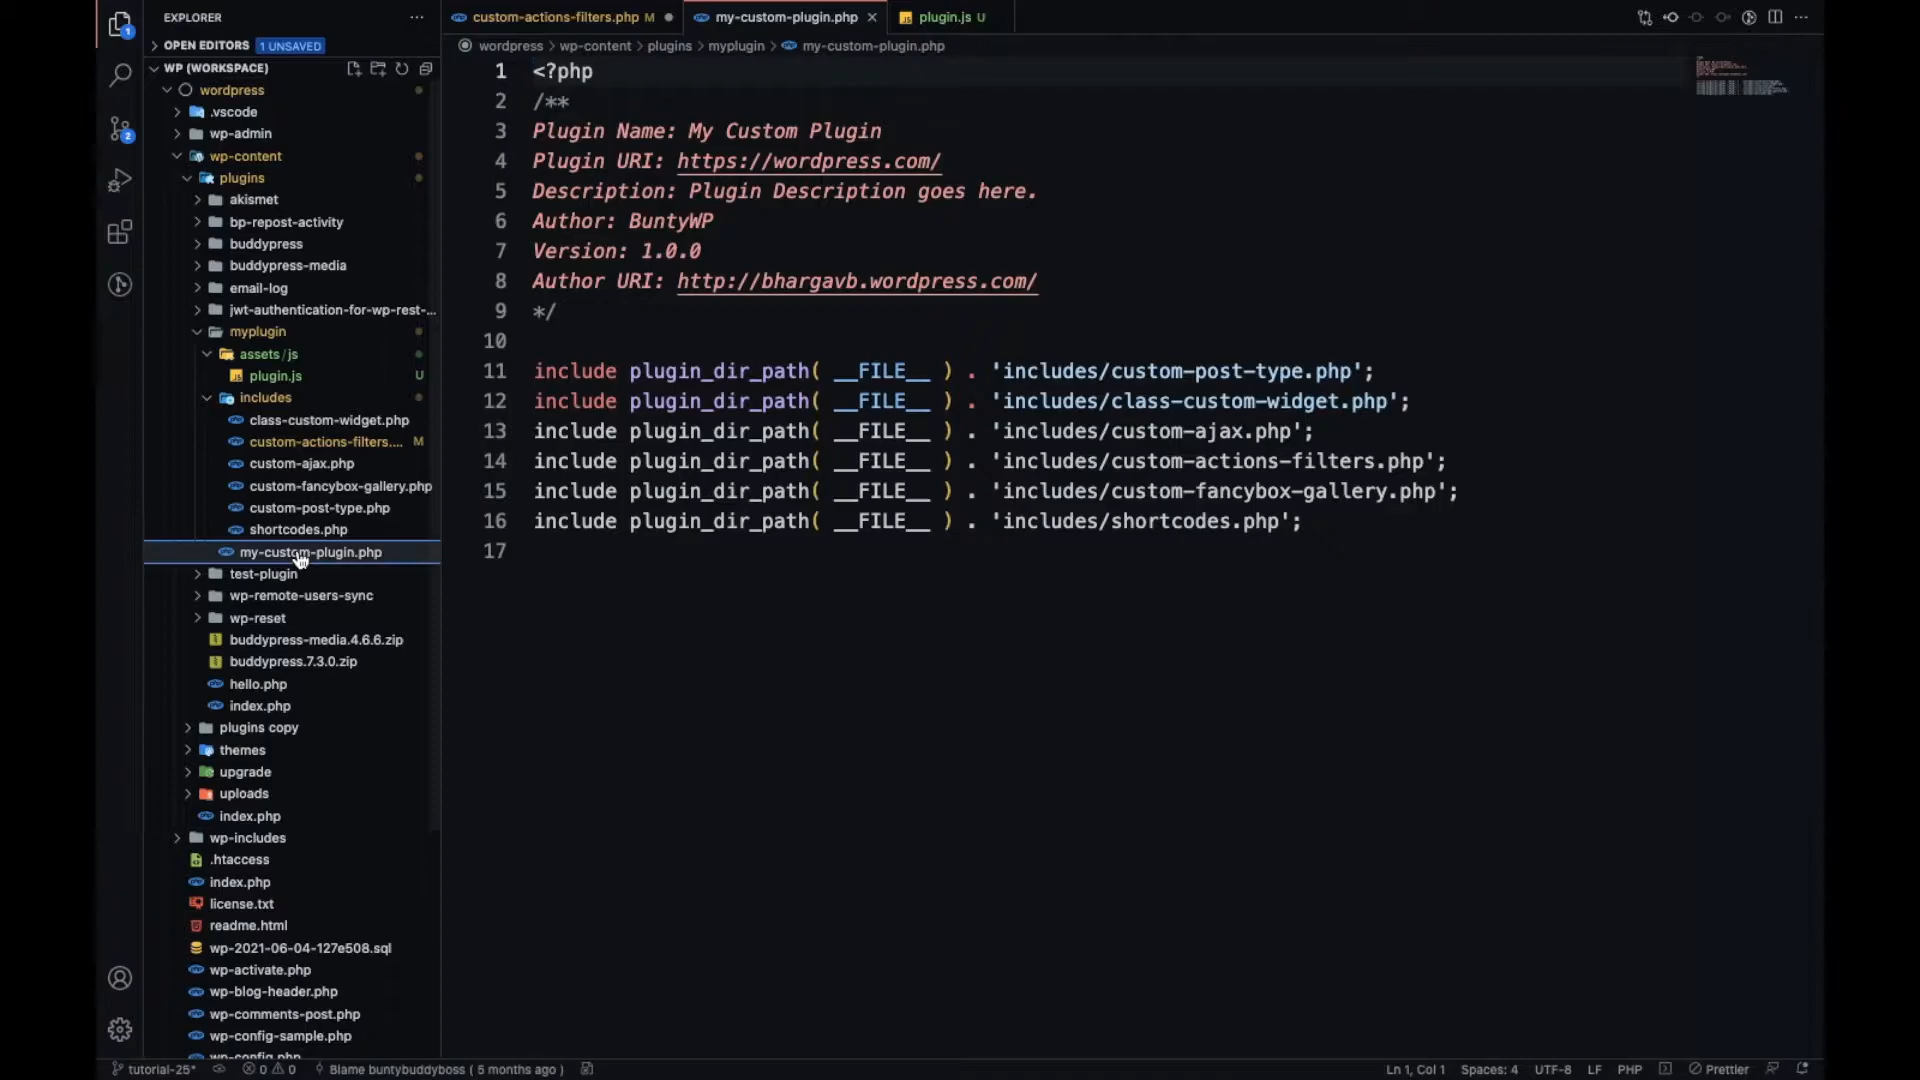 EXPLORER
OPEN EDITORS 1 UNSAVED
WP (WORKSPACE)
wordpress
.vscode
wp-admin
wp-content
plugins
akismet
bp-repost-activity
buddypress
buddypress-media
email-log
jwt-authentication-for-wp-rest-...
myplugin
assets/js
plugin.js U
includes
class-custom-widget.php
custom-actions-filters.... M
custom-ajax.php
custom-fancybox-gallery.php
custom-post-type.php
shortcodes.php
my-custom-plugin.php
test-plugin
wp-remote-users-sync
wp-reset
buddypress-media.4.6.6.zip
buddypress.7.3.0.zip
hello.php
index.php
plugins copy
themes
upgrade
uploads
index.php
wp-includes
.htaccess
index.php
license.txt
readme.html
wp-2021-06-04-127e508.sql
wp-activate.php
wp-blog-header.php
wp-comments-post.php
wp-config-sample.php
wp-config.php
1
2
custom-actions-filters.php M
my-custom-plugin.php
plugin.js U
wordpress > wp-content > plugins > myplugin > my-custom-plugin.php
1 <?php
2 /**
3 Plugin Name: My Custom Plugin
4 Plugin URI: https://wordpress.com/
5 Description: Plugin Description goes here.
6 Author: BuntyWP
7 Version: 1.0.0
8 Author URI: http://bhargavb.wordpress.com/
9 */
10
11 include plugin_dir_path( __FILE__ ) . 'includes/custom-post-type.php';
12 include plugin_dir_path( __FILE__ ) . 'includes/class-custom-widget.php';
13 include plugin_dir_path( __FILE__ ) . 'includes/custom-ajax.php';
14 include plugin_dir_path( __FILE__ ) . 'includes/custom-actions-filters.php';
15 include plugin_dir_path( __FILE__ ) . 'includes/custom-fancybox-gallery.php';
16 include plugin_dir_path( __FILE__ ) . 'includes/shortcodes.php';
17
tutorial-25* 0 0 Blame buntybuddyboss ( 5 months ago ) Ln 1, Col 1 Spaces: 4 UTF-8 LF PHP Prettier